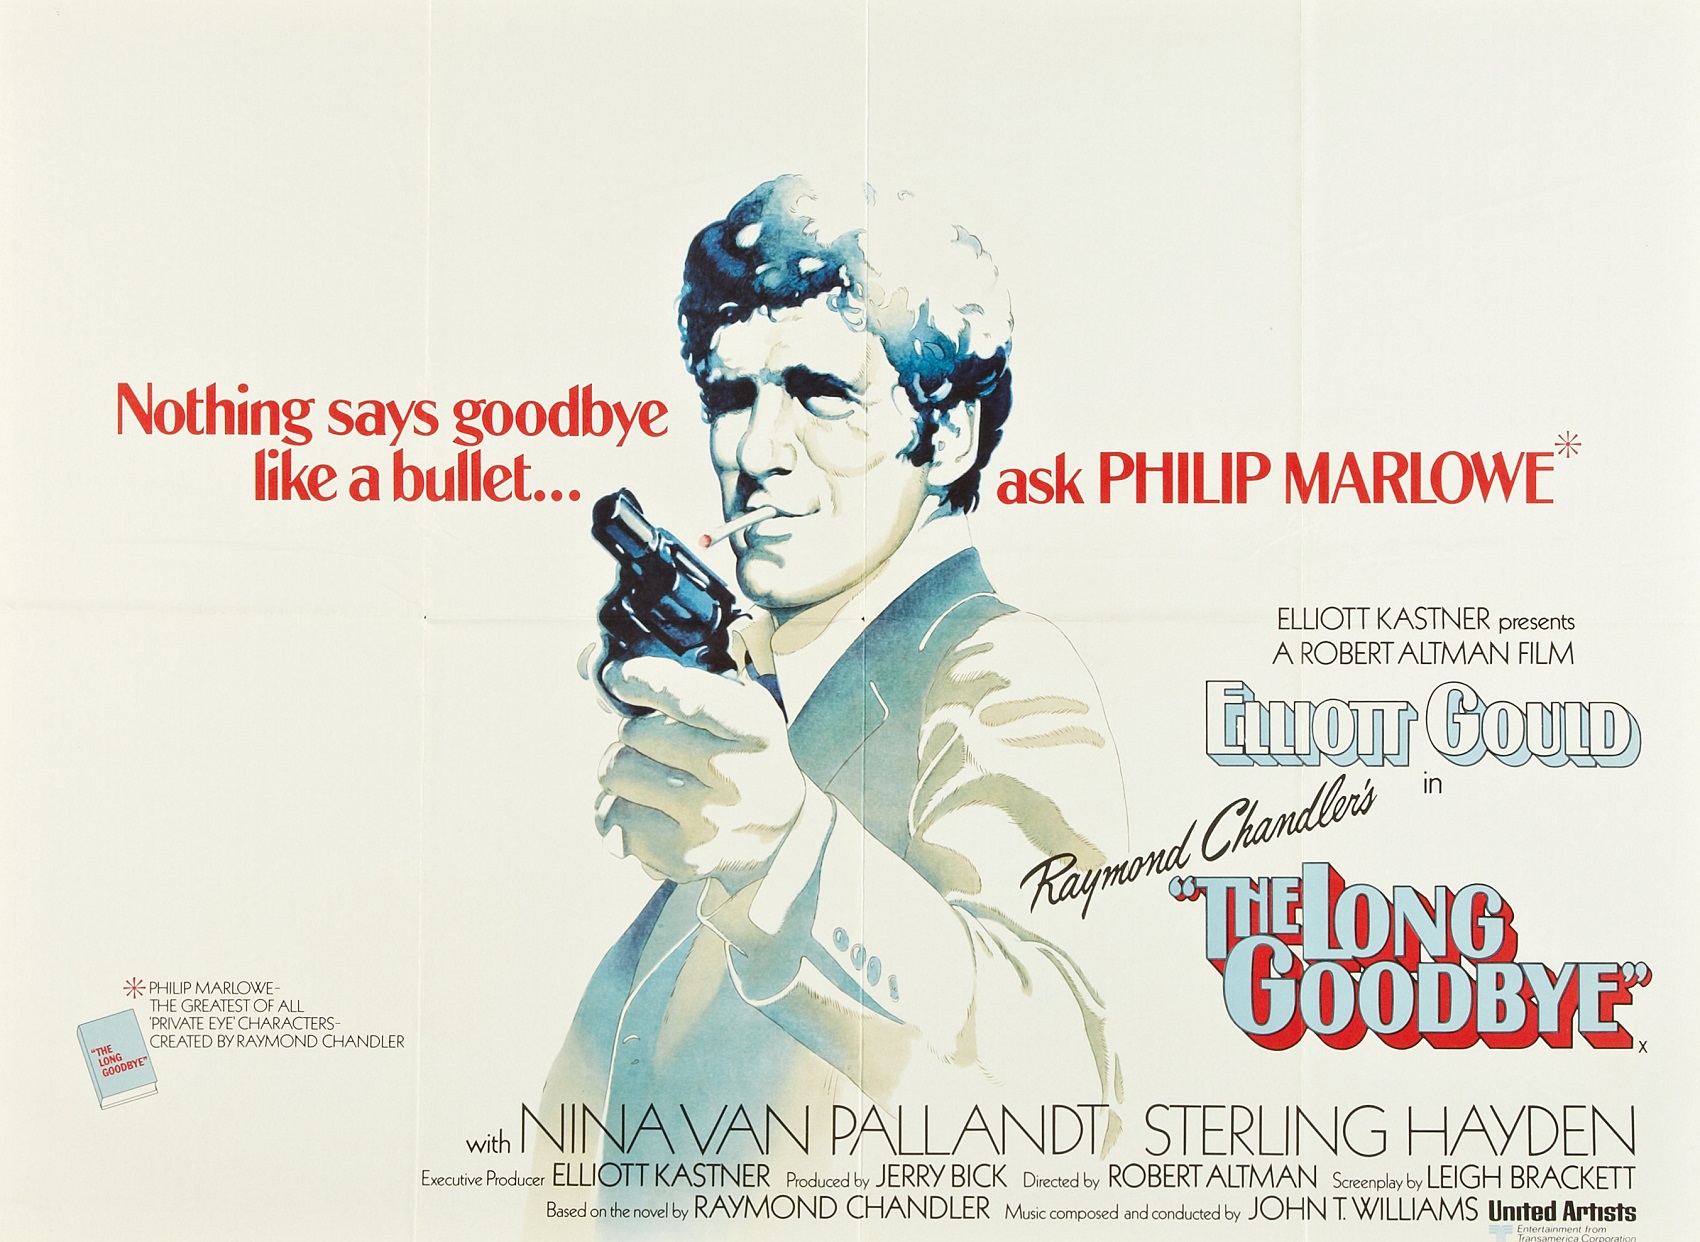 Nothing says goodbye
like a bullet...
ask PHILIP MARLOWE*
ELLIOTT KASTNER presents
A ROBERT ALTMAN FILM
ELLIOTT GOULD
in
Raymond Chandler's
"THE LONG
GOODBYE"
x
* PHILIP MARLOWE-
THE GREATEST OF ALL
'PRIVATE EYE' CHARACTERS-
CREATED BY RAYMOND CHANDLER
"THE
LONG
GOODBYE"
with NINA VAN PALLANDT STERLING HAYDEN
Executive Producer ELLIOTT KASTNER Produced by JERRY BICK Directed by ROBERT ALTMAN Screenplay by LEIGH BRACKETT
Based on the novel by RAYMOND CHANDLER Music composed and conducted by JOHN T. WILLIAMS United Artists
Entertainment from
Transamerica Corporation